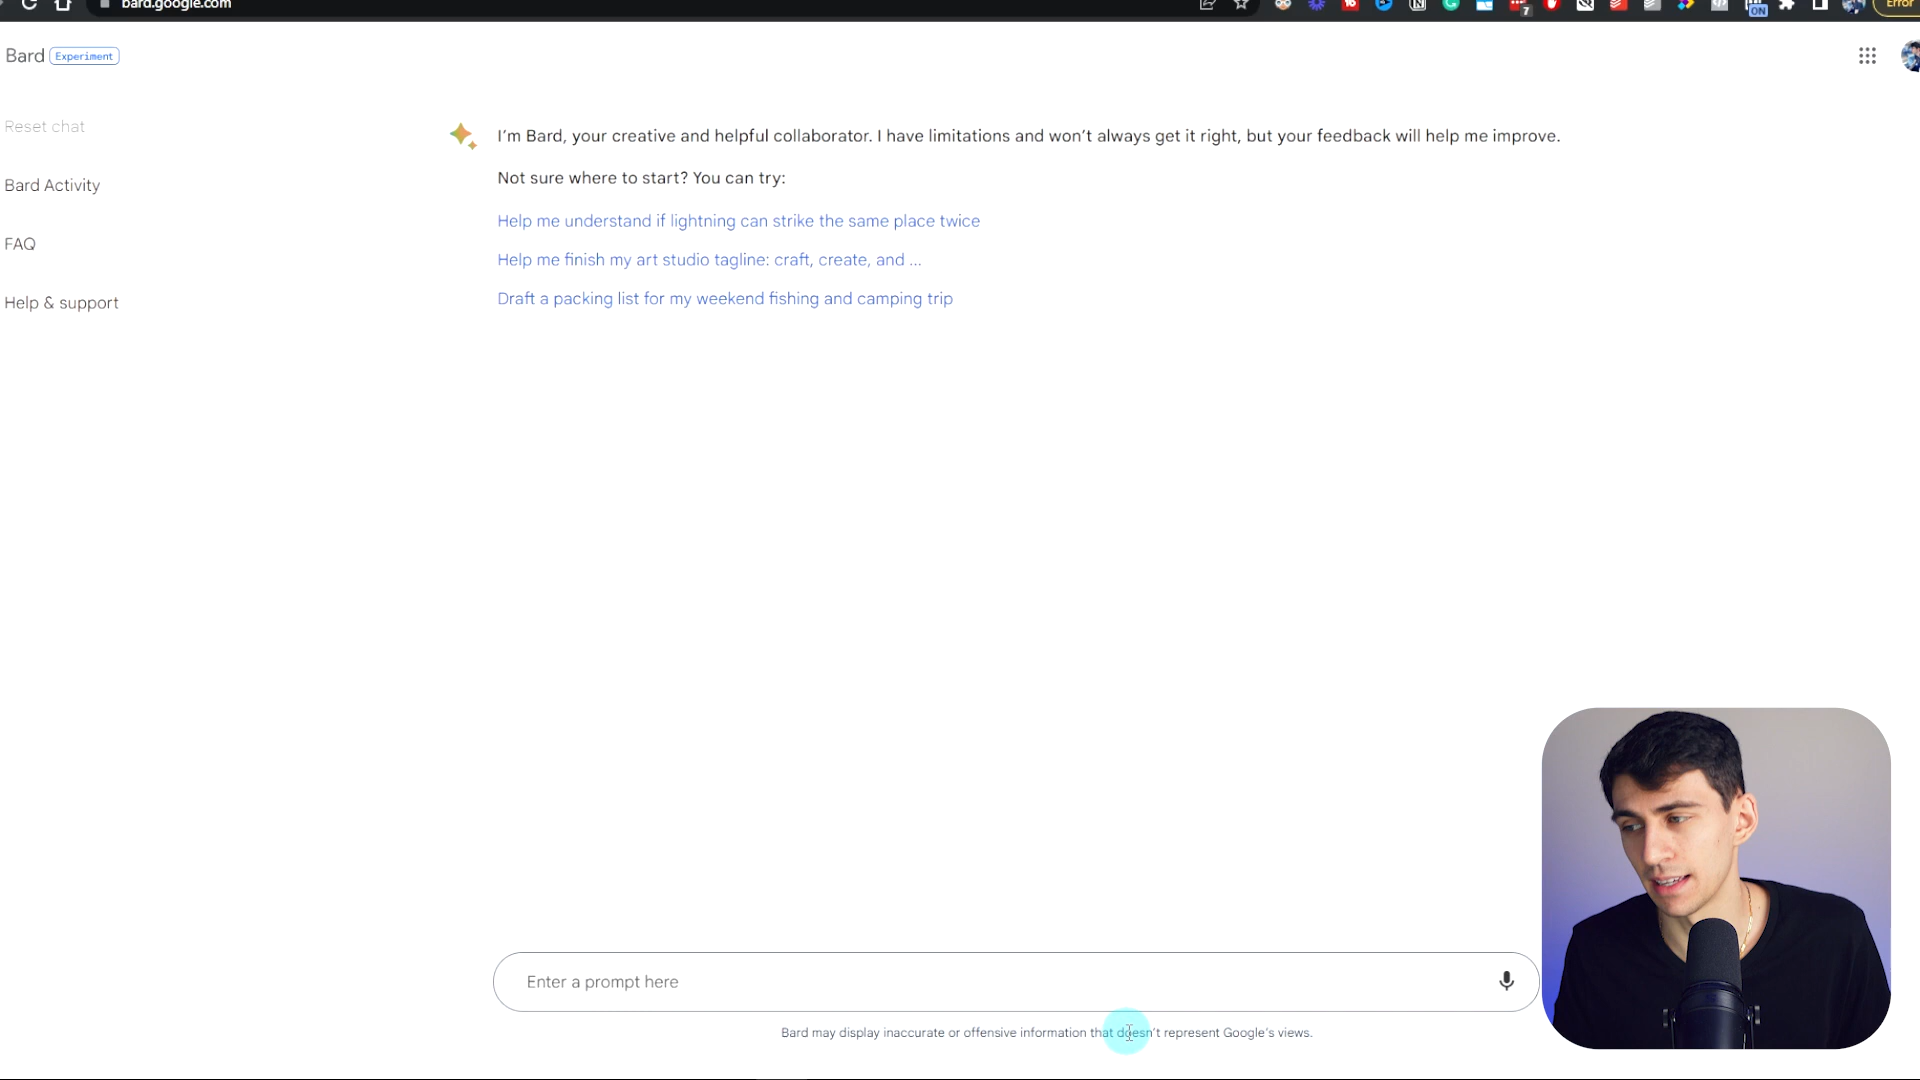 bard.google.com
Error
7
ON
Bard Experiment
Reset chat
Bard Activity
FAQ
Help & support
I'm Bard, your creative and helpful collaborator. I have limitations and won't always get it right, but your feedback will help me improve.
Not sure where to start? You can try:
Help me understand if lightning can strike the same place twice
Help me finish my art studio tagline: craft, create, and ...
Draft a packing list for my weekend fishing and camping trip
Enter a prompt here
Bard may display inaccurate or offensive information that doesn't represent Google's views.